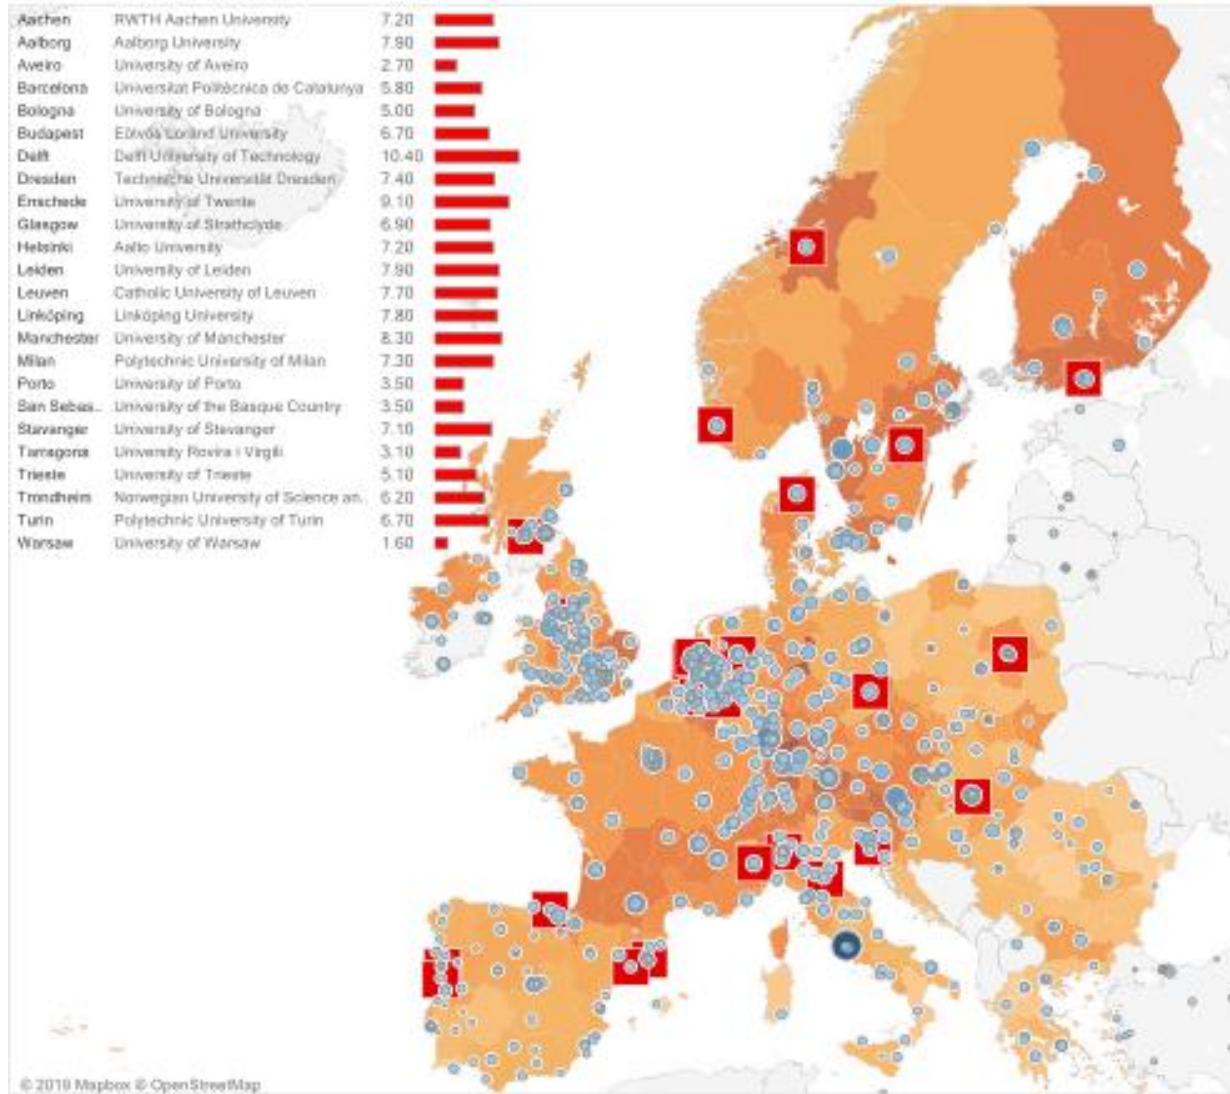 Aachen RWTH Aachen University 7.20
Aalborg Aalborg University 7.90
Aveiro University of Aveiro 2.70
Barcelona Universitat Politècnica de Catalunya 5.80
Bologna University of Bologna 5.00
Budapest Eötvös Loránd University 6.70
Delft Delft University of Technology 10.40
Dresden Technische Universität Dresden 7.40
Enschede University of Twente 9.10
Glasgow University of Strathclyde 6.90
Helsinki Aalto University 7.20
Leiden University of Leiden 7.90
Leuven Catholic University of Leuven 7.70
Linköping Linköping University 7.80
Manchester University of Manchester 8.30
Milan Polytechnic University of Milan 7.30
Porto University of Porto 3.50
San Sebas.. University of the Basque Country 3.50
Stavanger University of Stavanger 7.10
Tarragona University Rovira i Virgili 3.10
Trieste University of Trieste 5.10
Trondheim Norwegian University of Science an.. 6.20
Turin Polytechnic University of Turin 6.70
Warsaw University of Warsaw 1.60
© 2019 Mapbox © OpenStreetMap